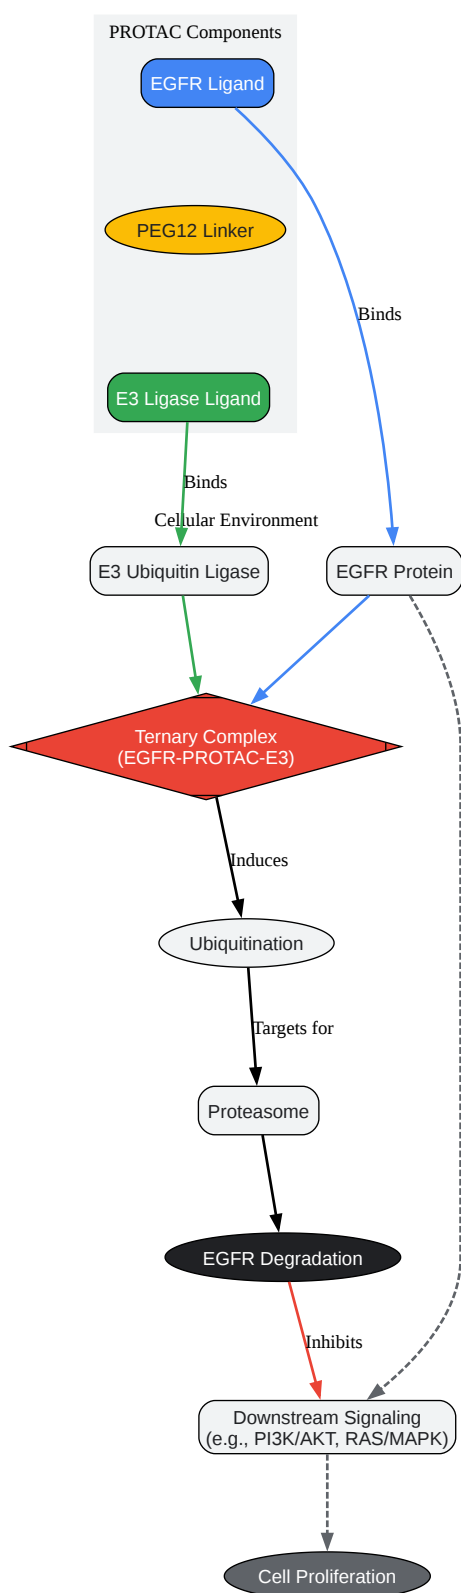 PROTAC Components
EGFR Ligand
PEG12 Linker
Binds
E3 Ligase Ligand
Binds
Cellular Environment
E3 Ubiquitin Ligase
EGFR Protein
Ternary Complex
(EGFR-PROTAC-E3)
Induces
Ubiquitination
Targets for
Proteasome
EGFR Degradation
Inhibits
Downstream Signaling
(e.g., PI3K/AKT, RAS/MAPK)
Cell Proliferation